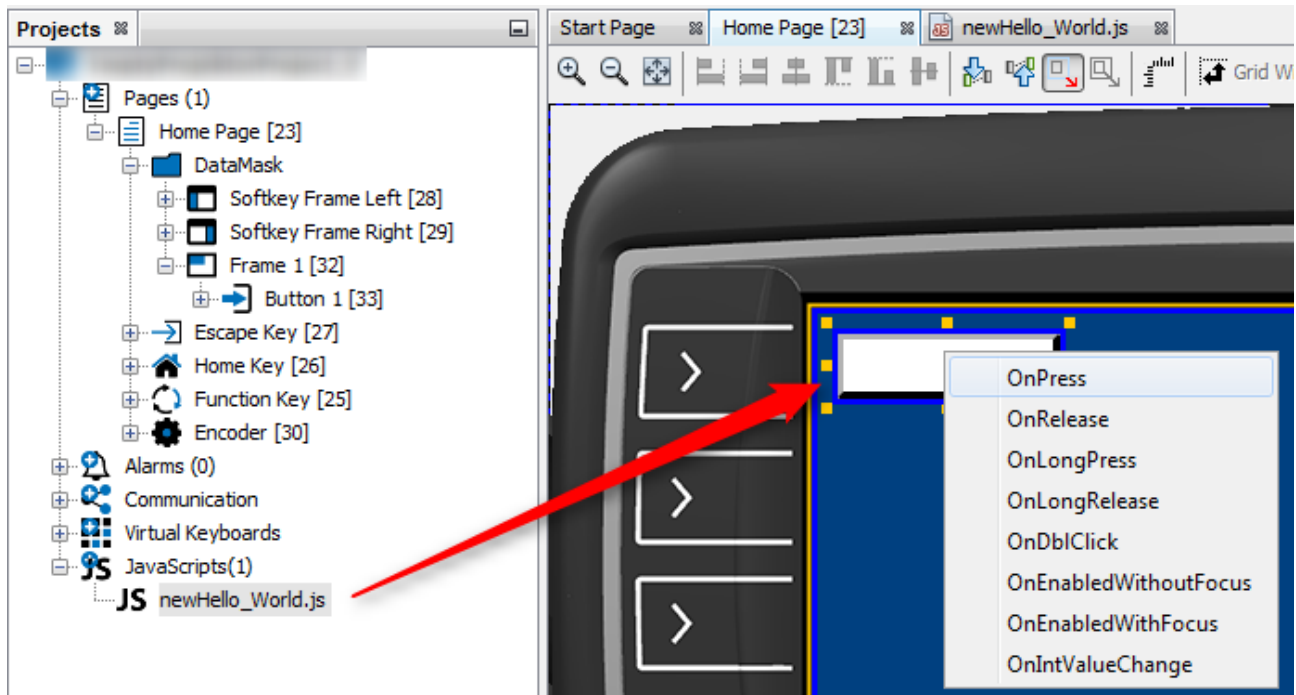 Projects
Pages (1)
Home Page [23]
DataMask
Softkey Frame Left [28]
Softkey Frame Right [29]
Frame 1 [32]
Button 1 [33]
Escape Key [27]
Home Key [26]
Function Key [25]
Encoder [30]
Alarms (0)
Communication
Virtual Keyboards
JS JavaScripts(1)
JS newHello_World.js
Start Page Home Page [23] JS newHello_World.js
Grid
OnPress
OnRelease
OnLongPress
OnLongRelease
OnDblClick
OnEnabledWithoutFocus
OnEnabledWithFocus
OnIntValueChange